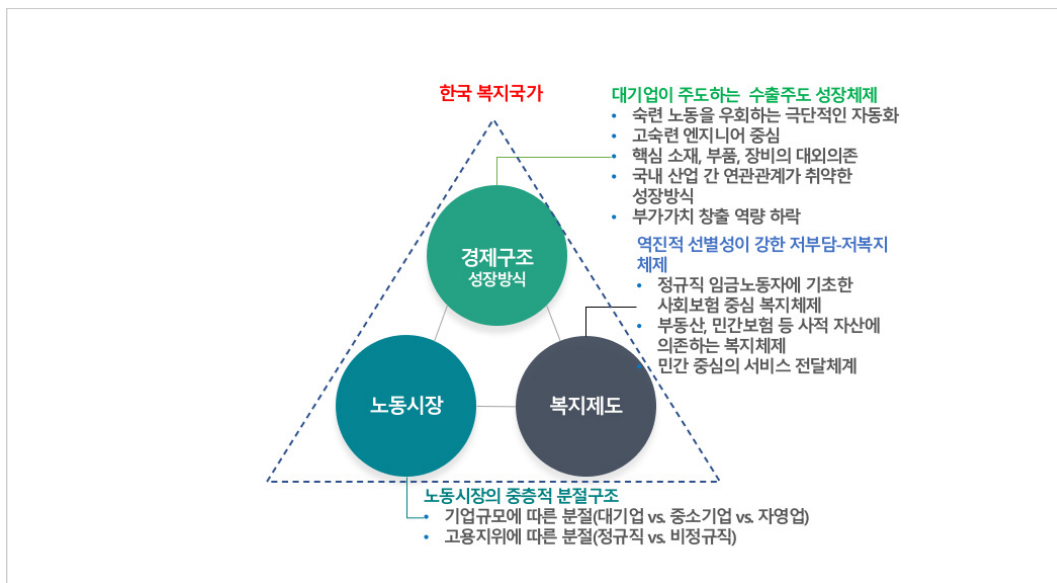 한국 복지국가
대기업이 주도하는 수출주도 성장체제
• 숙련 노동을 우회하는 극단적인 자동화
• 고숙련 엔지니어 중심
• 핵심 소재, 부품, 장비의 대외의존
• 국내 산업 간 연관관계가 취약한
성장방식
• 부가가치 창출 역량 하락
역진적 선별성이 강한 저부담-저복지
체제
• 정규직 임금노동자에 기초한
사회보험 중심 복지체제
• 부동산, 민간보험 등 사적 자산에
의존하는 복지체제
• 민간 중심의 서비스 전달체계
경제구조
성장방식
노동시장
복지제도
노동시장의 중층적 분절구조
• 기업규모에 따른 분절(대기업 vs. 중소기업 vs. 자영업)
• 고용지위에 따른 분절(정규직 vs. 비정규직)